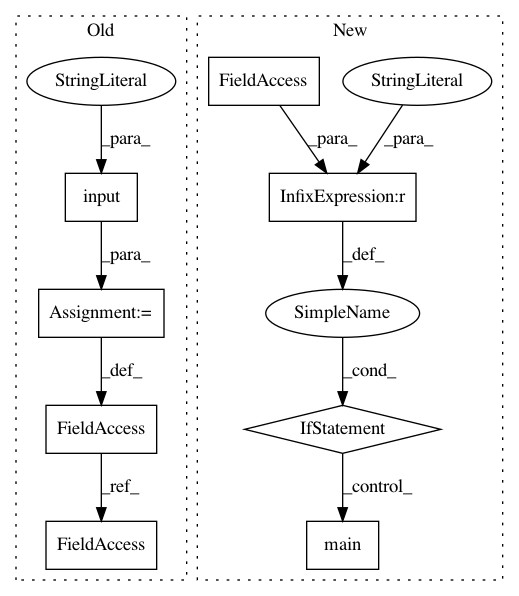 Old
New
StringLiteral
FieldAccess
StringLiteral
_para_
_para_
_para_
input
InfixExpression:r
_para_
_def_
Assignment:=
SimpleName
_def_
_cond_
FieldAccess
IfStatement
_ref_
_control_
FieldAccess
main